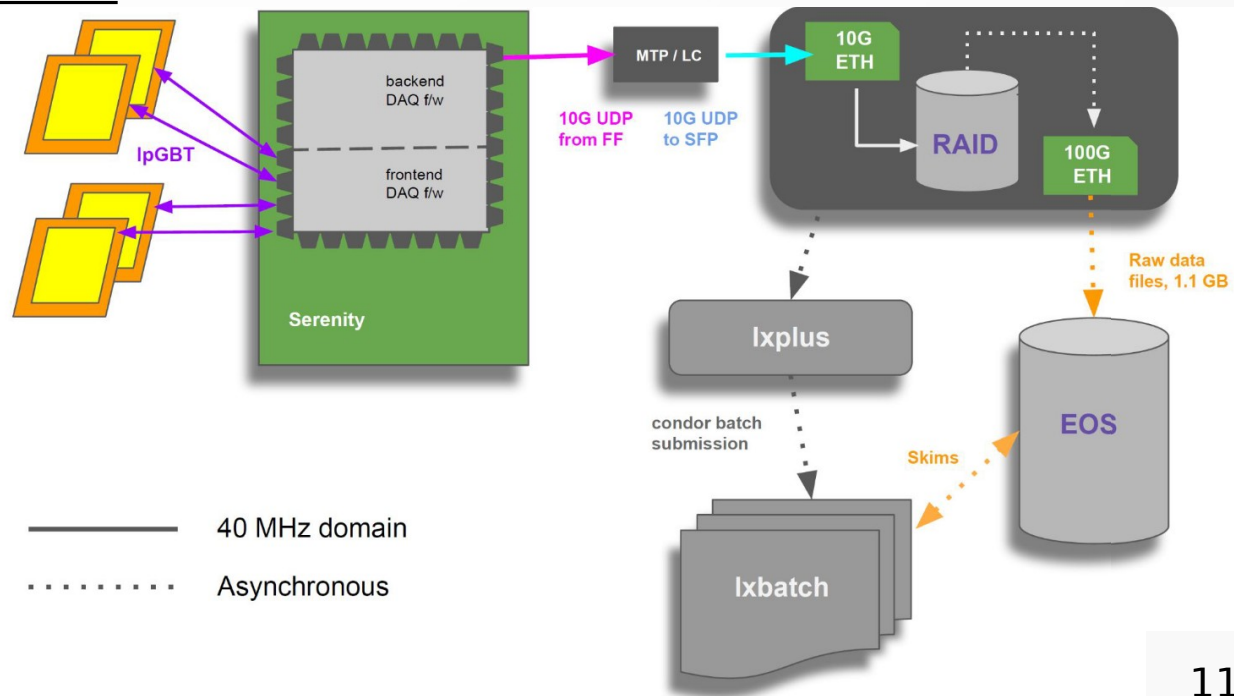 backend
DAQ f/w
frontend
DAQ f/w
lpGBT
Serenity
MTP / LC
10G UDP
from FF
10G UDP
to SFP
10G
ETH
RAID
100G
ETH
Raw data
files, 1.1 GB
lxplus
condor batch
submission
Skims
EOS
lxbatch
40 MHz domain
Asynchronous
11